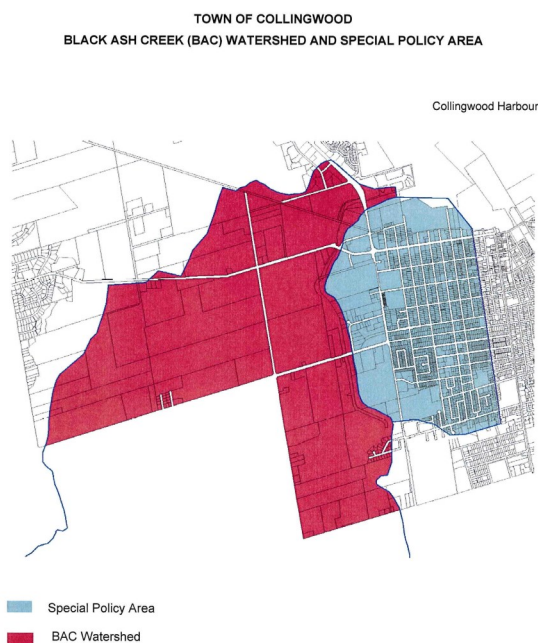 TOWN OF COLLINGWOOD
BLACK ASH CREEK (BAC) WATERSHED AND SPECIAL POLICY AREA
Collingwood Harbour
Special Policy Area
BAC Watershed